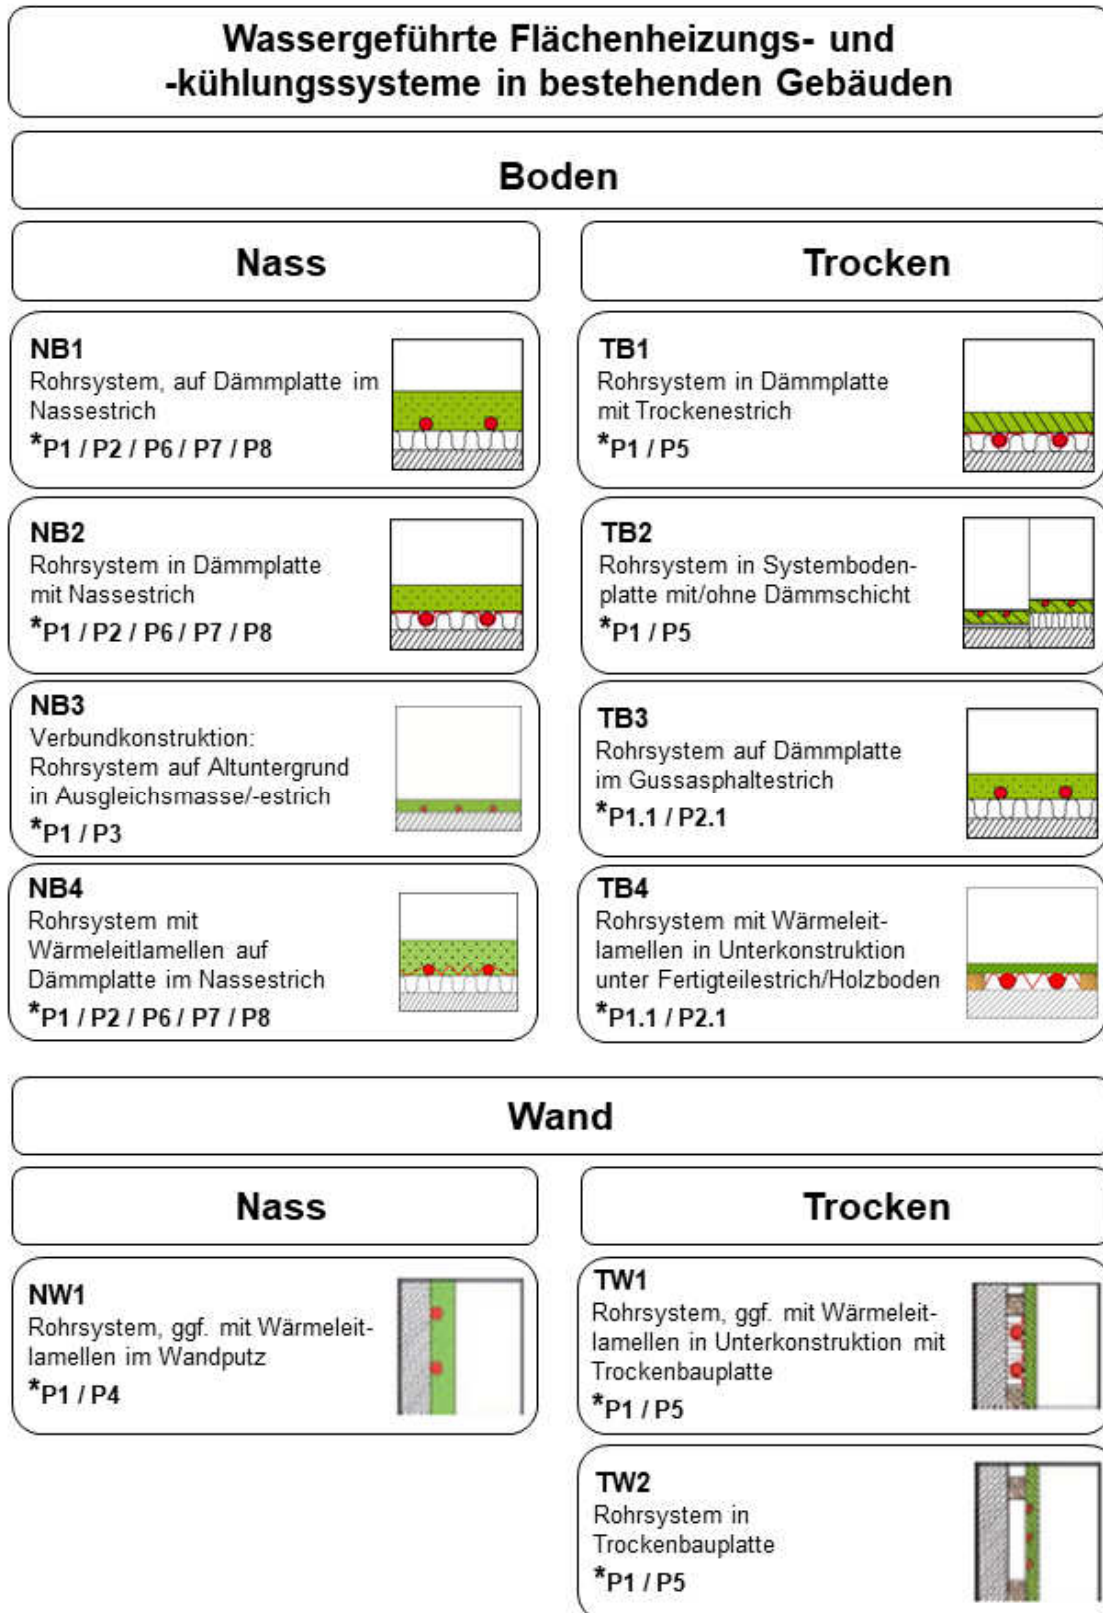 Wassergeführte Flächenheizungs- und
-kühlungssysteme in bestehenden Gebäuden
Boden
Nass
NB1
Rohrsystem, auf Dämmplatte im
Nassestrich
*P1 / P2 / P6 / P7 / P8
NB2
Rohrsystem in Dämmplatte
mit Nassestrich
*P1 / P2 / P6 / P7 / P8
NB3
Verbundkonstruktion:
Rohrsystem auf Altuntergrund
in Ausgleichsmasse/-estrich
*P1 / P3
NB4
Rohrsystem mit
Wärmeleitlamellen auf
Dämmplatte im Nassestrich
*P1 / P2 / P6 / P7 / P8
Trocken
TB1
Rohrsystem in Dämmplatte
mit Trockenestrich
*P1 / P5
TB2
Rohrsystem in Systemboden-
platte mit/ohne Dämmschicht
*P1 / P5
TB3
Rohrsystem auf Dämmplatte
im Gussasphaltestrich
*P1.1 / P2.1
TB4
Rohrsystem mit Wärmeleit-
lamellen in Unterkonstruktion
unter Fertigteilestrich/Holzboden
*P1.1 / P2.1
Wand
Nass
NW1
Rohrsystem, ggf. mit Wärmeleit-
lamellen im Wandputz
*P1 / P4
Trocken
TW1
Rohrsystem, ggf. mit Wärmeleit-
lamellen in Unterkonstruktion mit
Trockenbauplatte
*P1 / P5
TW2
Rohrsystem in
Trockenbauplatte
*P1 / P5